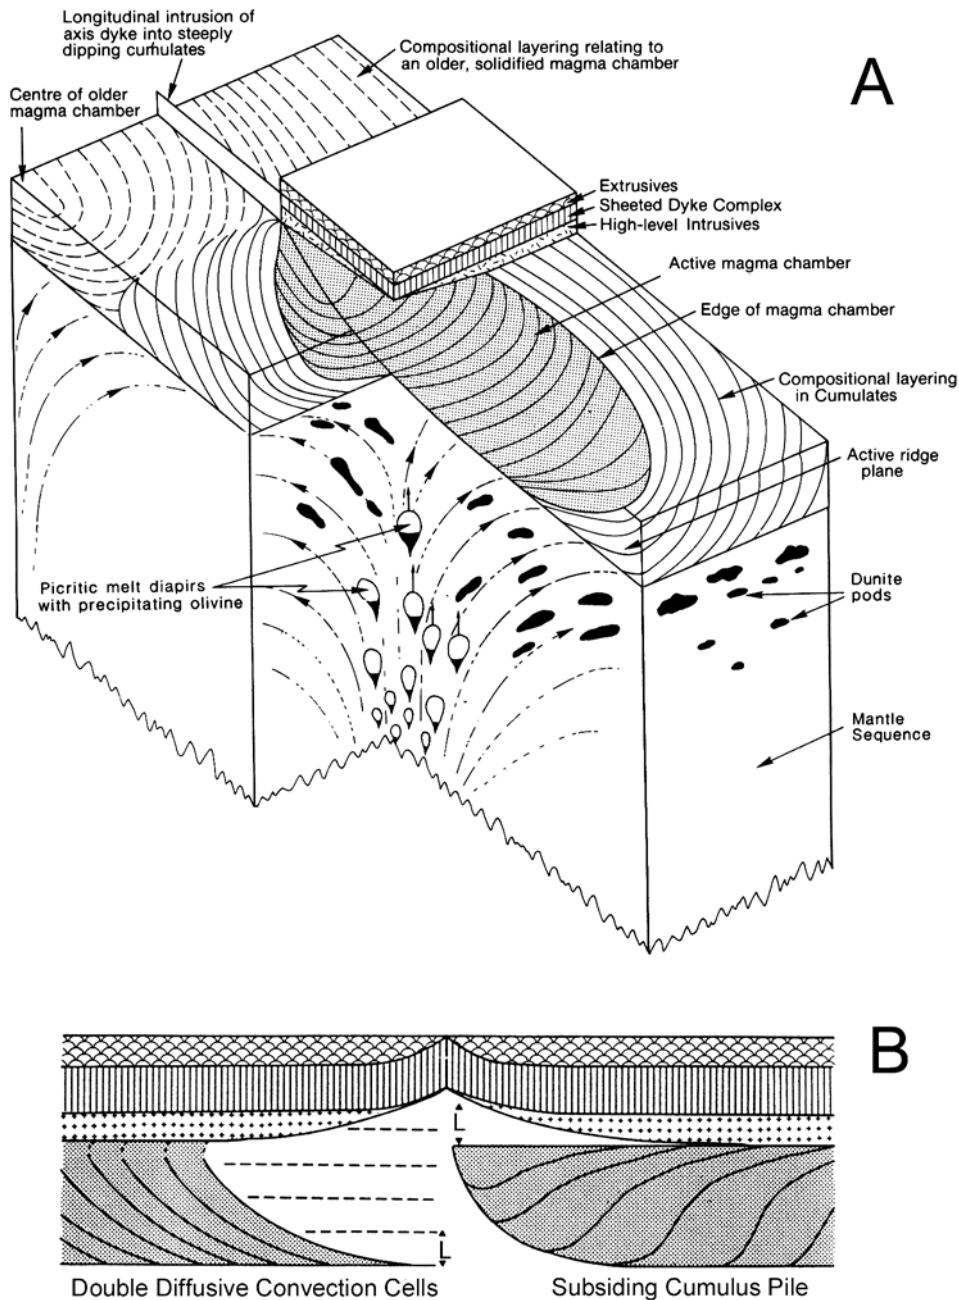 Longitudinal intrusion of
axis dyke into steeply
dipping cumulates
Compositional layering relating to
an older, solidified magma chamber
A
Centre of older
magma chamber
Extrusives
Sheeted Dyke Complex
High-level Intrusives
Active magma chamber
Edge of magma chamber
Compositional layering
in Cumulates
Active ridge
plane
Picritic melt diapirs
with precipitating olivine
Dunite
pods
Mantle
Sequence
B
L
L
Double Diffusive Convection Cells
Subsiding Cumulus Pile